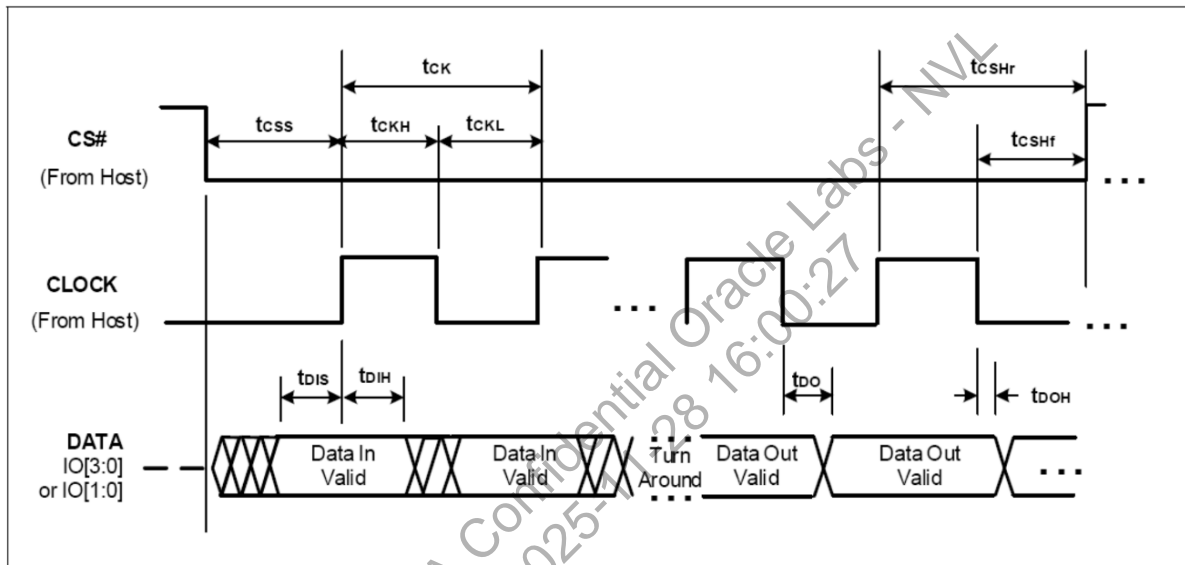 tCK
tCSHr
tCSS
tCKH
tCKL
tCSHf
CS#
(From Host)
CLOCK
(From Host)
tDIS
tDIH
tDO
tDOH
DATA
IO[3:0]
or IO[1:0]
Data In
Valid
Data In
Valid
Turn
Around
Data Out
Valid
Data Out
Valid
A Confidential Oracle Labs - NVL
025-11-28 16:00:27